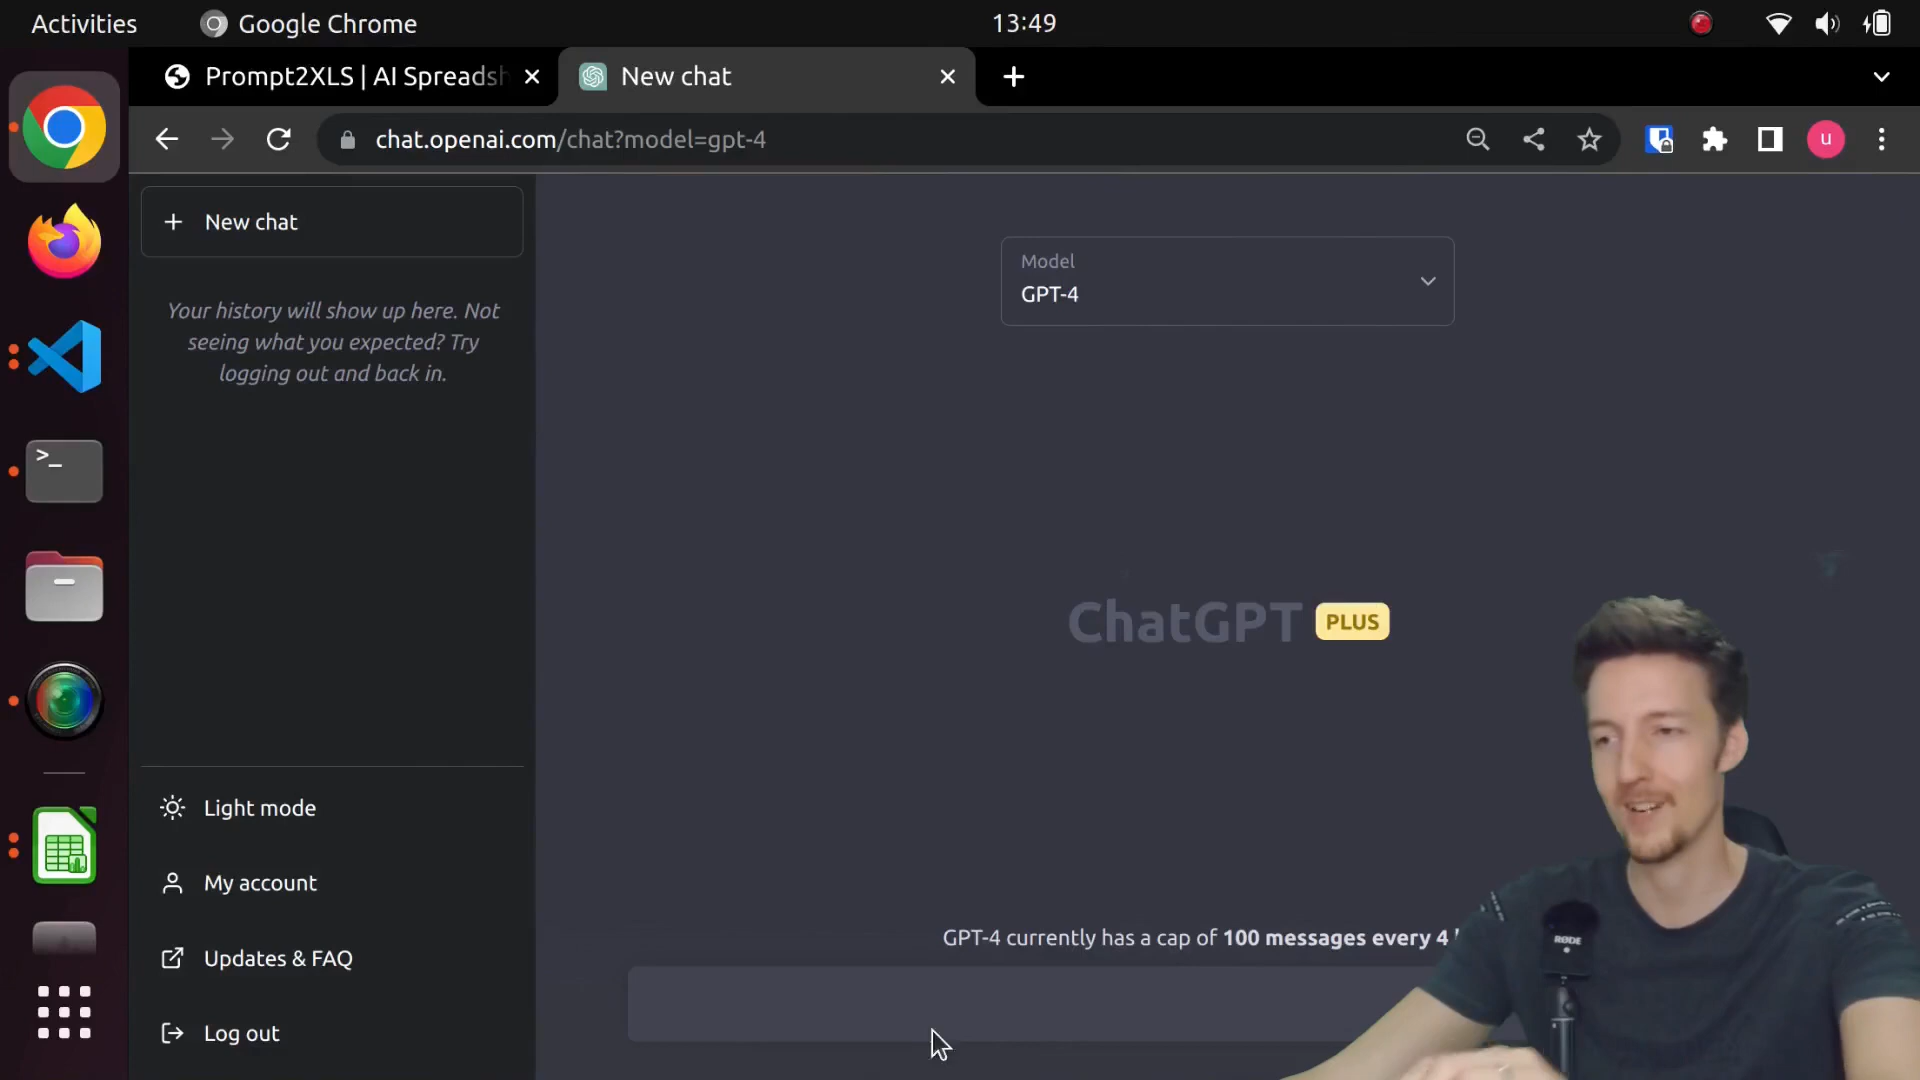 Activities
Google Chrome
13:49
Prompt2XLS | AI Spreadsh
New chat
chat.openai.com/chat?model=gpt-4
u
New chat
Your history will show up here. Not
seeing what you expected? Try
logging out and back in.
Model
GPT-4
ChatGPT PLUS
GPT-4 currently has a cap of 100 messages every 4
Light mode
My account
Updates & FAQ
Log out
>_
RØDE